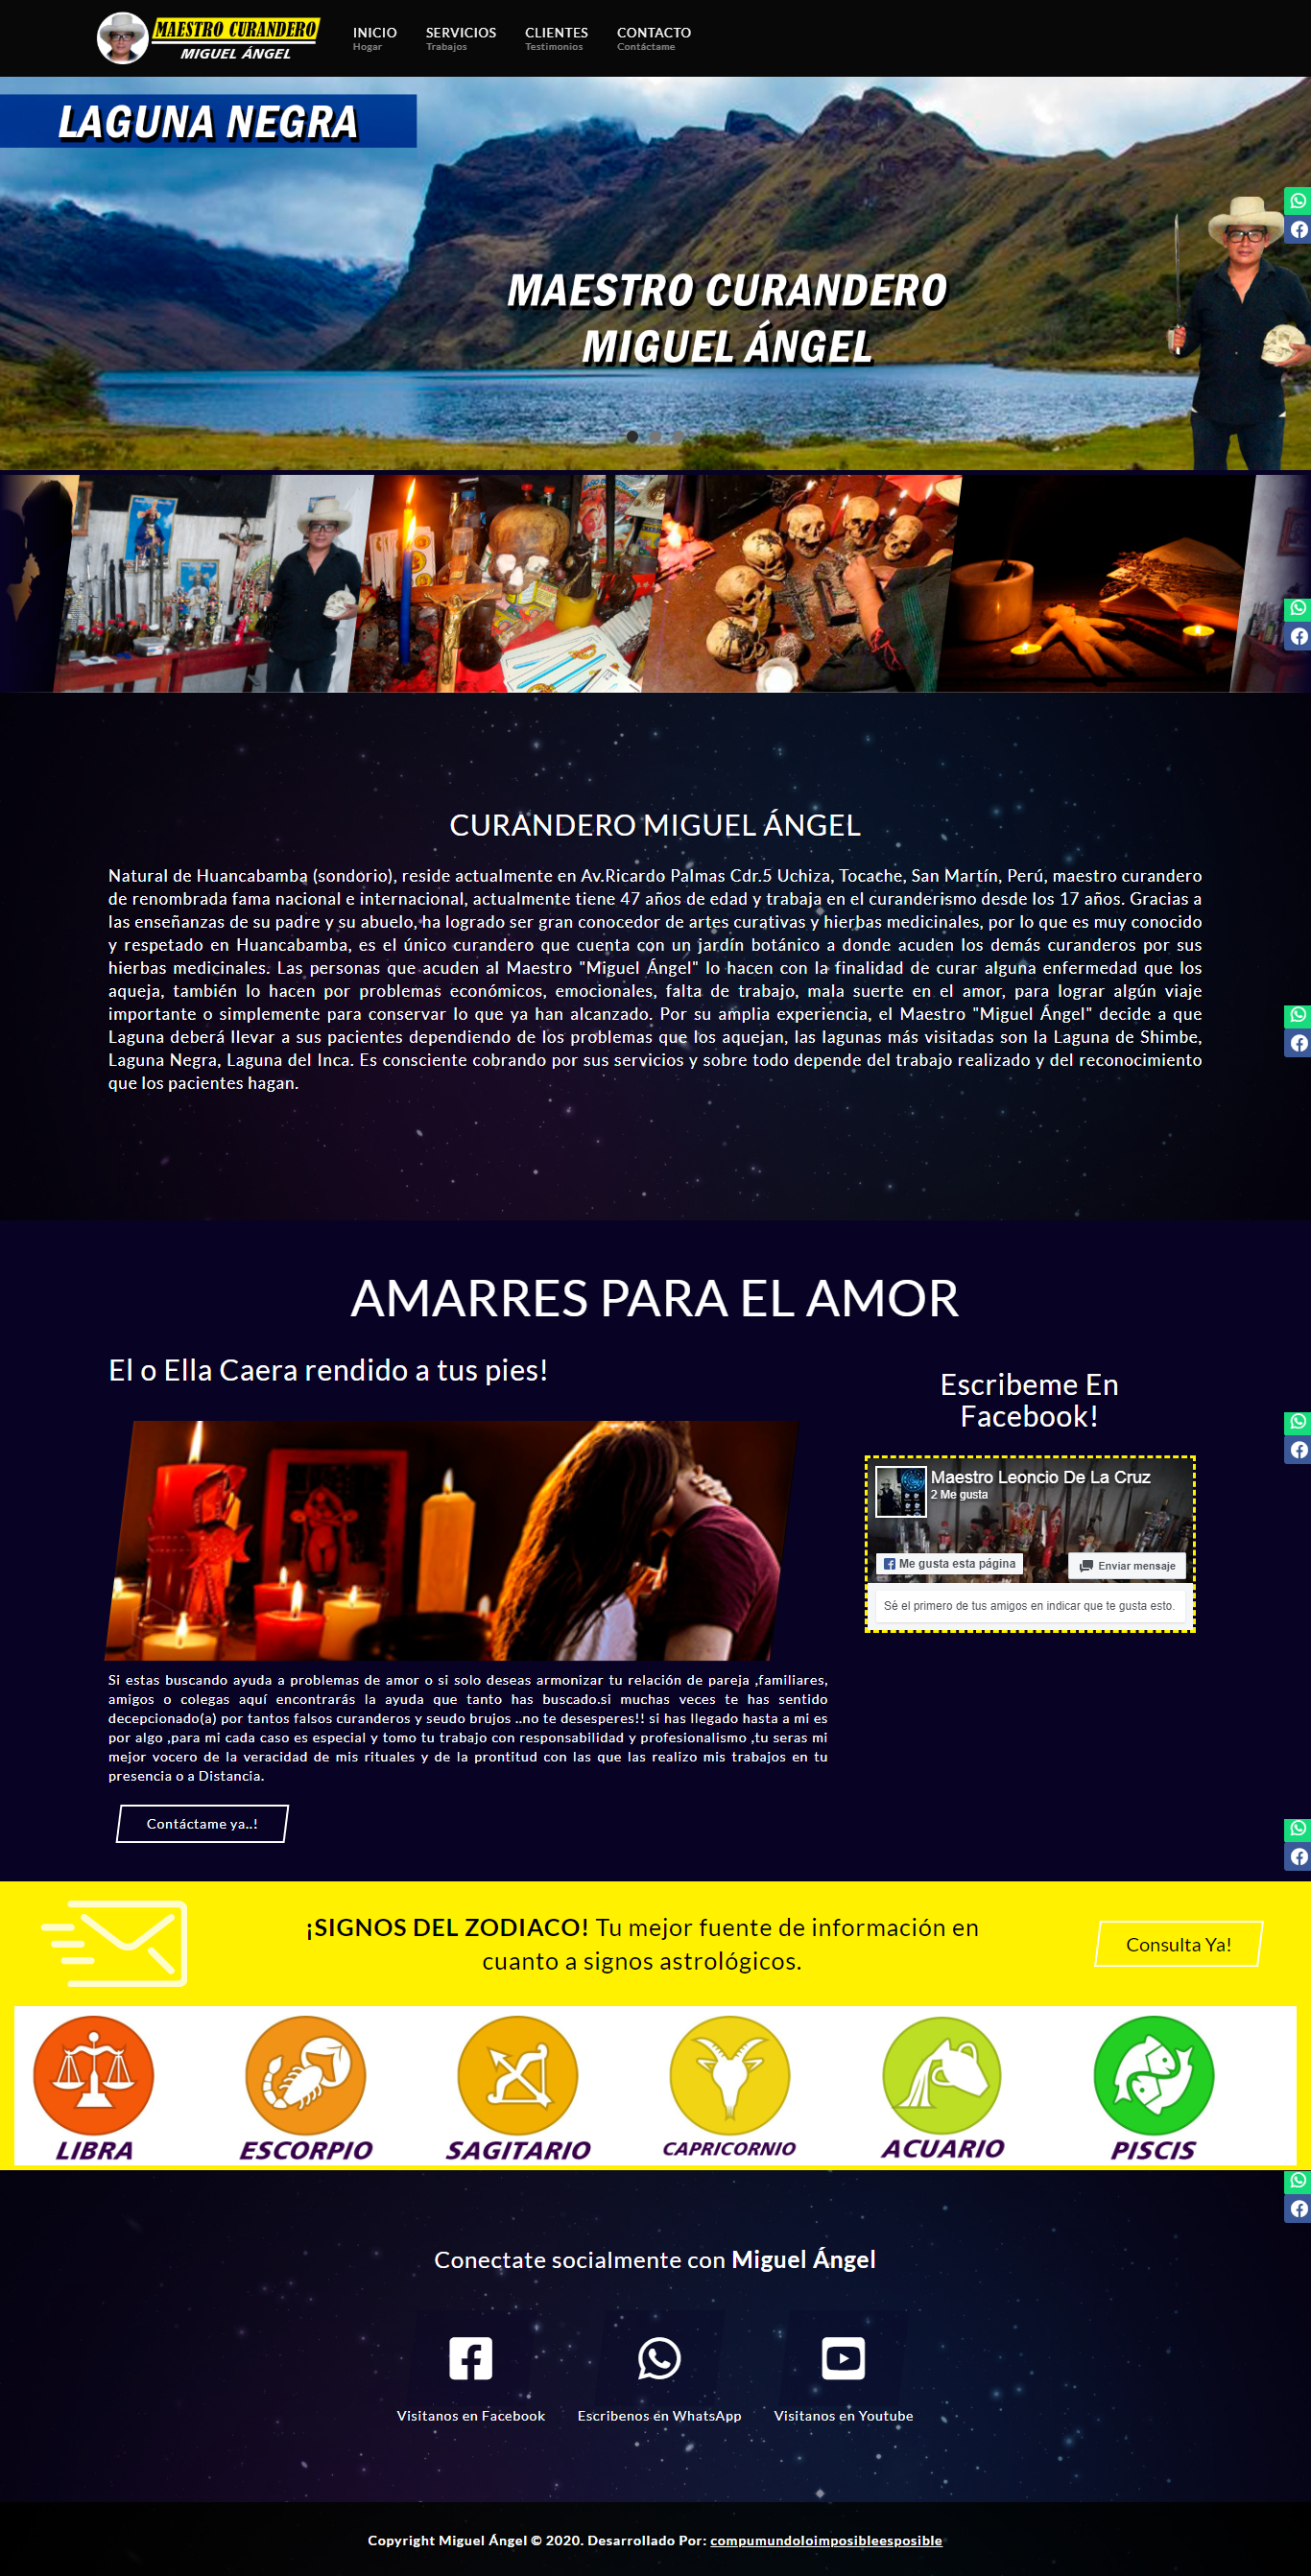 MAESTRO CURANDERO
MIGUEL ÁNGEL
INICIO
Hogar
SERVICIOS
Trabajos
CLIENTES
Testimonios
CONTACTO
Contáctame
LAGUNA NEGRA
MAESTRO CURANDERO
MIGUEL ÁNGEL
CURANDERO MIGUEL ÁNGEL
Natural de Huancabamba (sondorio), reside actualmente en Av.Ricardo Palmas Cdr.5 Uchiza, Tocache, San Martín, Perú, maestro curandero
de renombrada fama nacional e internacional, actualmente tiene 47 años de edad y trabaja en el curanderismo desde los 17 años. Gracias a
las enseñanzas de su padre y su abuelo, ha logrado ser gran conocedor de artes curativas y hierbas medicinales, por lo que es muy conocido
y respetado en Huancabamba, es el único curandero que cuenta con un jardín botánico a donde acuden los demás curanderos por sus
hierbas medicinales. Las personas que acuden al Maestro "Miguel Ángel" lo hacen con la finalidad de curar alguna enfermedad que los
aqueja, también lo hacen por problemas económicos, emocionales, falta de trabajo, mala suerte en el amor, para lograr algún viaje
importante o simplemente para conservar lo que ya han alcanzado. Por su amplia experiencia, el Maestro "Miguel Ángel" decide a que
Laguna deberá llevar a sus pacientes dependiendo de los problemas que los aquejan, las lagunas más visitadas son la Laguna de Shimbe,
Laguna Negra, Laguna del Inca. Es consciente cobrando por sus servicios y sobre todo depende del trabajo realizado y del reconocimiento
que los pacientes hagan.
AMARRES PARA EL AMOR
El o Ella Caera rendido a tus pies!
Escribeme En
Facebook!
Maestro Leoncio De La Cruz
2 Me gusta
Me gusta esta página
Enviar mensaje
Sé el primero de tus amigos en indicar que te gusta esto.
Si estas buscando ayuda a problemas de amor o si solo deseas armonizar tu relación de pareja ,familiares,
amigos o colegas aquí encontrarás la ayuda que tanto has buscado.si muchas veces te has sentido
decepcionado(a) por tantos falsos curanderos y seudo brujos ..no te desesperes!! si has llegado hasta a mi es
por algo ,para mi cada caso es especial y tomo tu trabajo con responsabilidad y profesionalismo ,tu seras mi
mejor vocero de la veracidad de mis rituales y de la prontitud con las que las realizo mis trabajos en tu
presencia o a Distancia.
Contáctame ya..!
¡SIGNOS DEL ZODIACO! Tu mejor fuente de información en
cuanto a signos astrológicos.
Consulta Ya!
LIBRA
ESCORPIO
SAGITARIO
CAPRICORNIO
ACUARIO
PISCIS
Conectate socialmente con Miguel Ángel
Visitanos en Facebook
Escribenos en WhatsApp
Visitanos en Youtube
Copyright Miguel Ángel © 2020. Desarrollado Por: compumundoloimposibleesposible